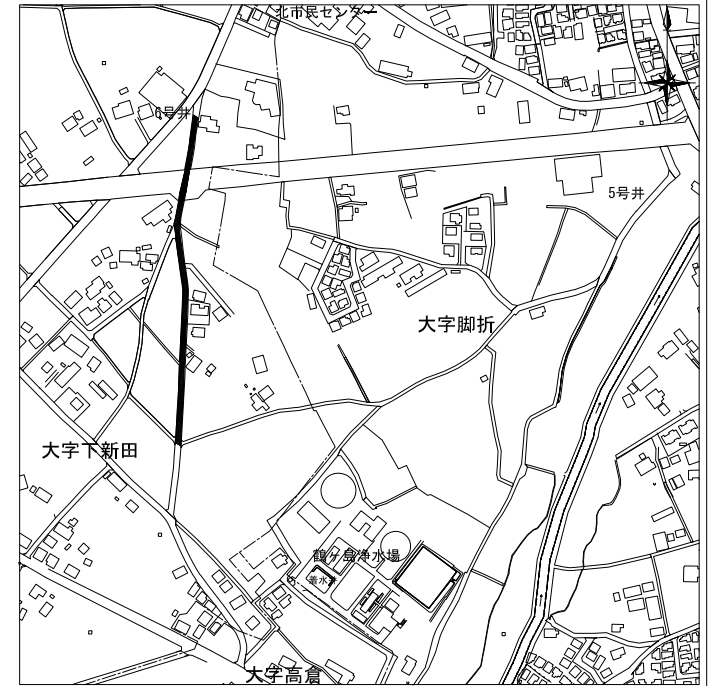 北市民センター
6号井
5号井
大字脚折
大字下新田
鶴ヶ島浄水場
着水井
大字高倉